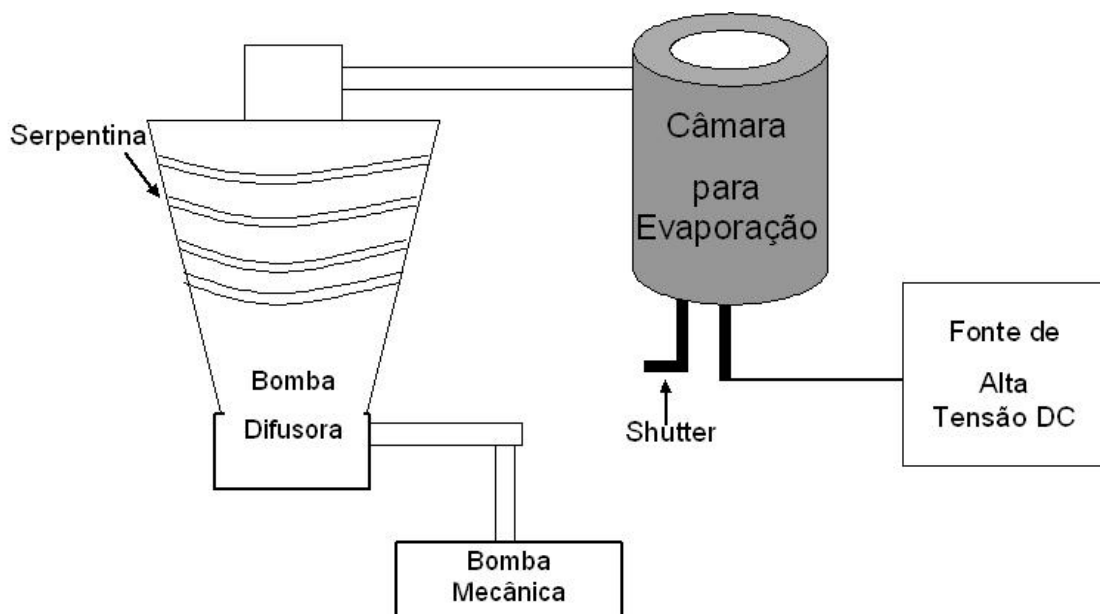 Serpentina
Câmara
para
Evaporação
Bomba
Difusora
Shutter
Fonte de
Alta
Tensão DC
Bomba
Mecânica